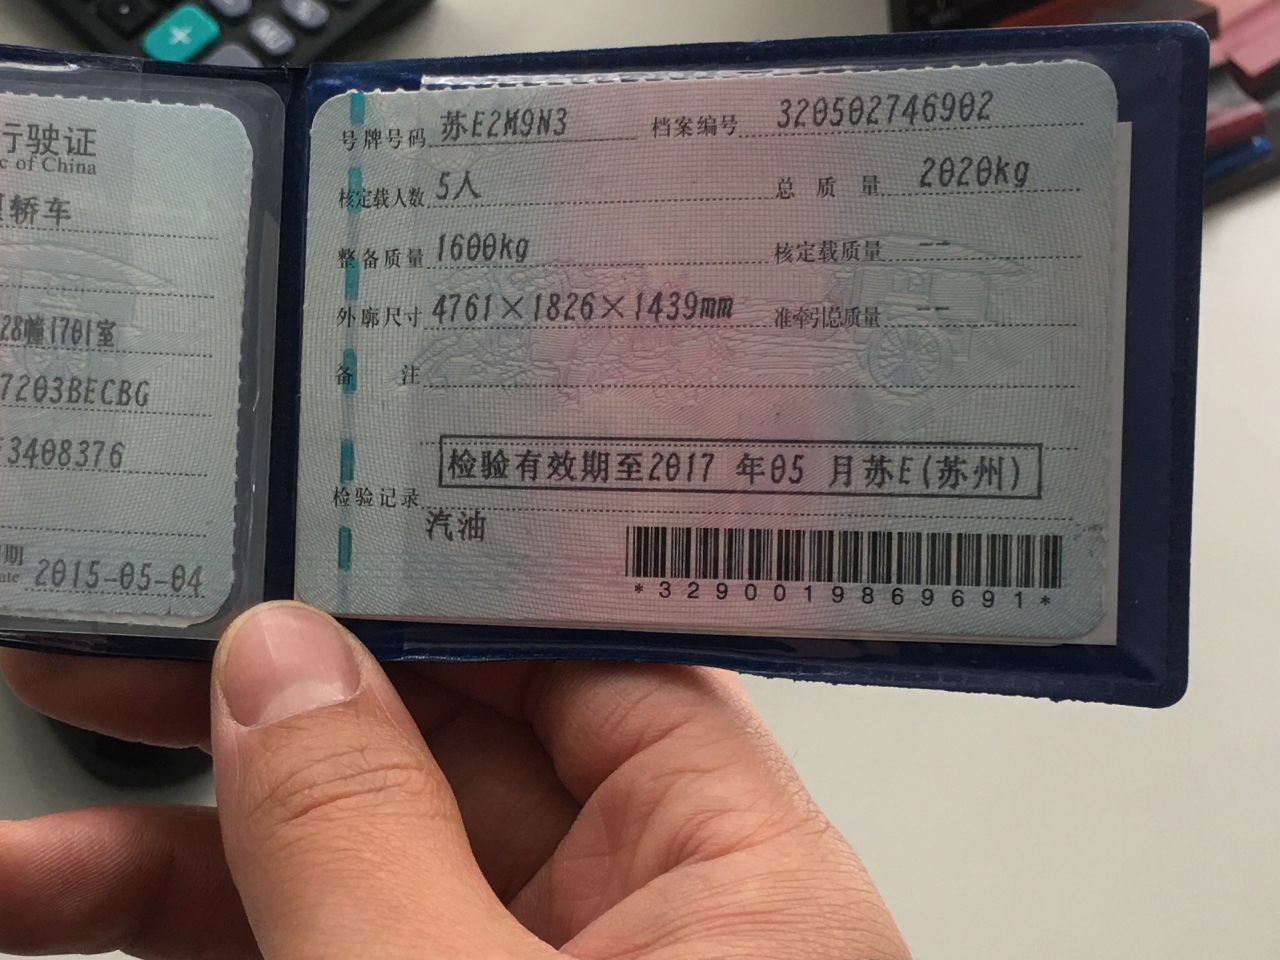 行驶证
c of China
轿车
28幢1701室
7203BECBG
3408376
期
ate 2015-05-04
号牌号码 苏E2M9N3 档案编号 320502746902
核定载人数 5人 总质量 2020kg
整备质量 1600kg 核定载质量 --
外廓尺寸 4761×1826×1439mm 准牵引总质量 --
备注
检验有效期至2017 年05 月苏E(苏州)
检验记录
汽油
*3290019869691*